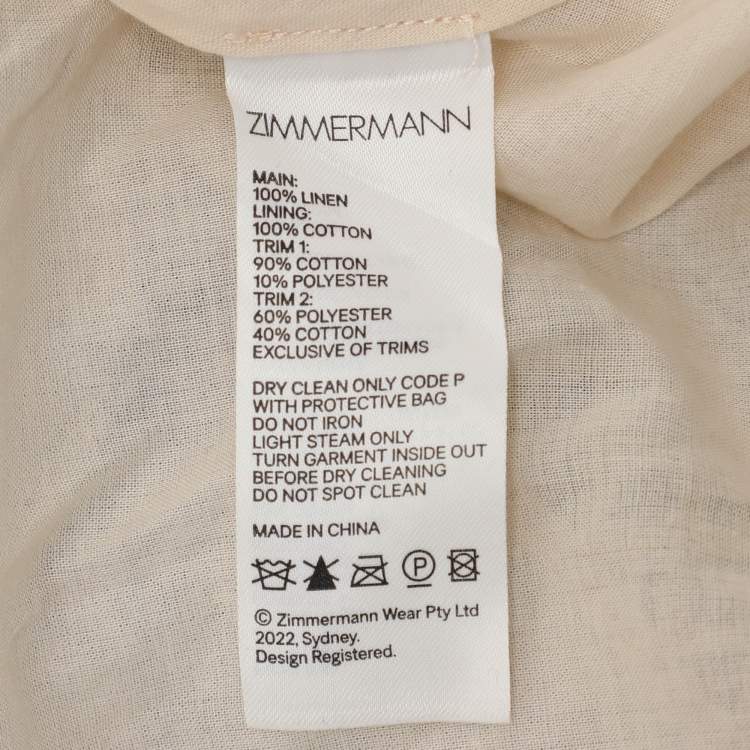 ZIMMERMANN
MAIN:
100% LINEN
LINING:
100% COTTON
TRIM 1:
90% COTTON
10% POLYESTER
TRIM 2:
60% POLYESTER
40% COTTON
EXCLUSIVE OF TRIMS
DRY CLEAN ONLY CODE P
WITH PROTECTIVE BAG
DO NOT IRON
LIGHT STEAM ONLY
TURN GARMENT INSIDE OUT
BEFORE DRY CLEANING
DO NOT SPOT CLEAN
MADE IN CHINA
P
© Zimmermann Wear Pty Ltd
2022, Sydney.
Design Registered.